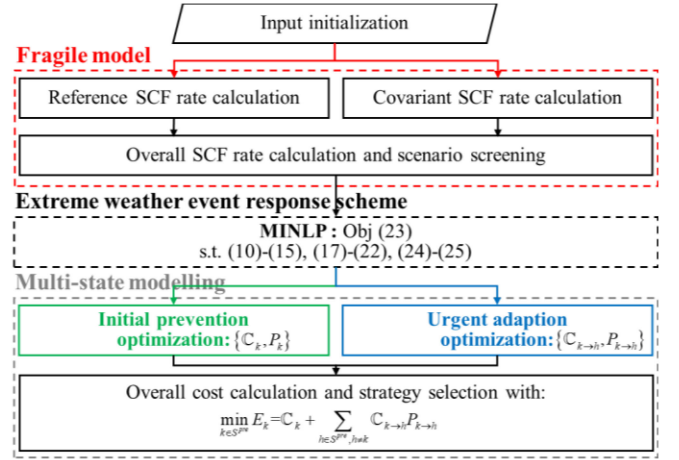 Input initialization
Fragile model
Reference SCF rate calculation
Covariant SCF rate calculation
Overall SCF rate calculation and scenario screening
Extreme weather event response scheme
MINLP : Obj (23)
s.t. (10)-(15), (17)-(22), (24)-(25)
Multi-state modelling
Initial prevention
optimization: {ℂ_k, P_k}
Urgent adaption
optimization: {ℂ_{k→h}, P_{k→h}}
Overall cost calculation and strategy selection with:
min_{k∈S^{pre}} E_k=ℂ_k + ∑_{h∈S^{pre},h≠k} ℂ_{k→h}P_{k→h}